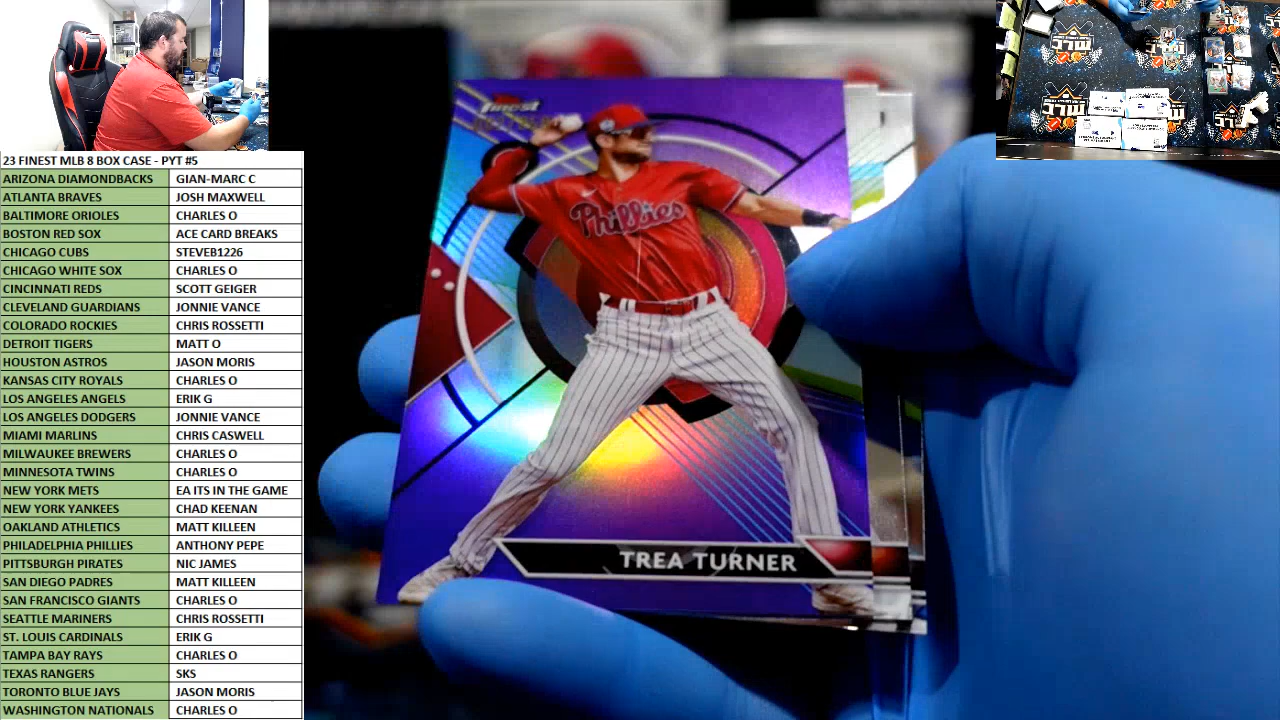 23 FINEST MLB 8 BOX CASE - PYT #5
ARIZONA DIAMONDBACKS GIAN-MARC C
ATLANTA BRAVES JOSH MAXWELL
BALTIMORE ORIOLES CHARLES O
BOSTON RED SOX ACE CARD BREAKS
CHICAGO CUBS STEVEB1226
CHICAGO WHITE SOX CHARLES O
CINCINNATI REDS SCOTT GEIGER
CLEVELAND GUARDIANS JONNIE VANCE
COLORADO ROCKIES CHRIS ROSSETTI
DETROIT TIGERS MATT O
HOUSTON ASTROS JASON MORIS
KANSAS CITY ROYALS CHARLES O
LOS ANGELES ANGELS ERIK G
LOS ANGELES DODGERS JONNIE VANCE
MIAMI MARLINS CHRIS CASWELL
MILWAUKEE BREWERS CHARLES O
MINNESOTA TWINS CHARLES O
NEW YORK METS EA ITS IN THE GAME
NEW YORK YANKEES CHAD KEENAN
OAKLAND ATHLETICS MATT KILLEEN
PHILADELPHIA PHILLIES ANTHONY PEPE
PITTSBURGH PIRATES NIC JAMES
SAN DIEGO PADRES MATT KILLEEN
SAN FRANCISCO GIANTS CHARLES O
SEATTLE MARINERS CHRIS ROSSETTI
ST. LOUIS CARDINALS ERIK G
TAMPA BAY RAYS CHARLES O
TEXAS RANGERS SKS
TORONTO BLUE JAYS JASON MORIS
WASHINGTON NATIONALS CHARLES O
finest
Phillies
TREA TURNER